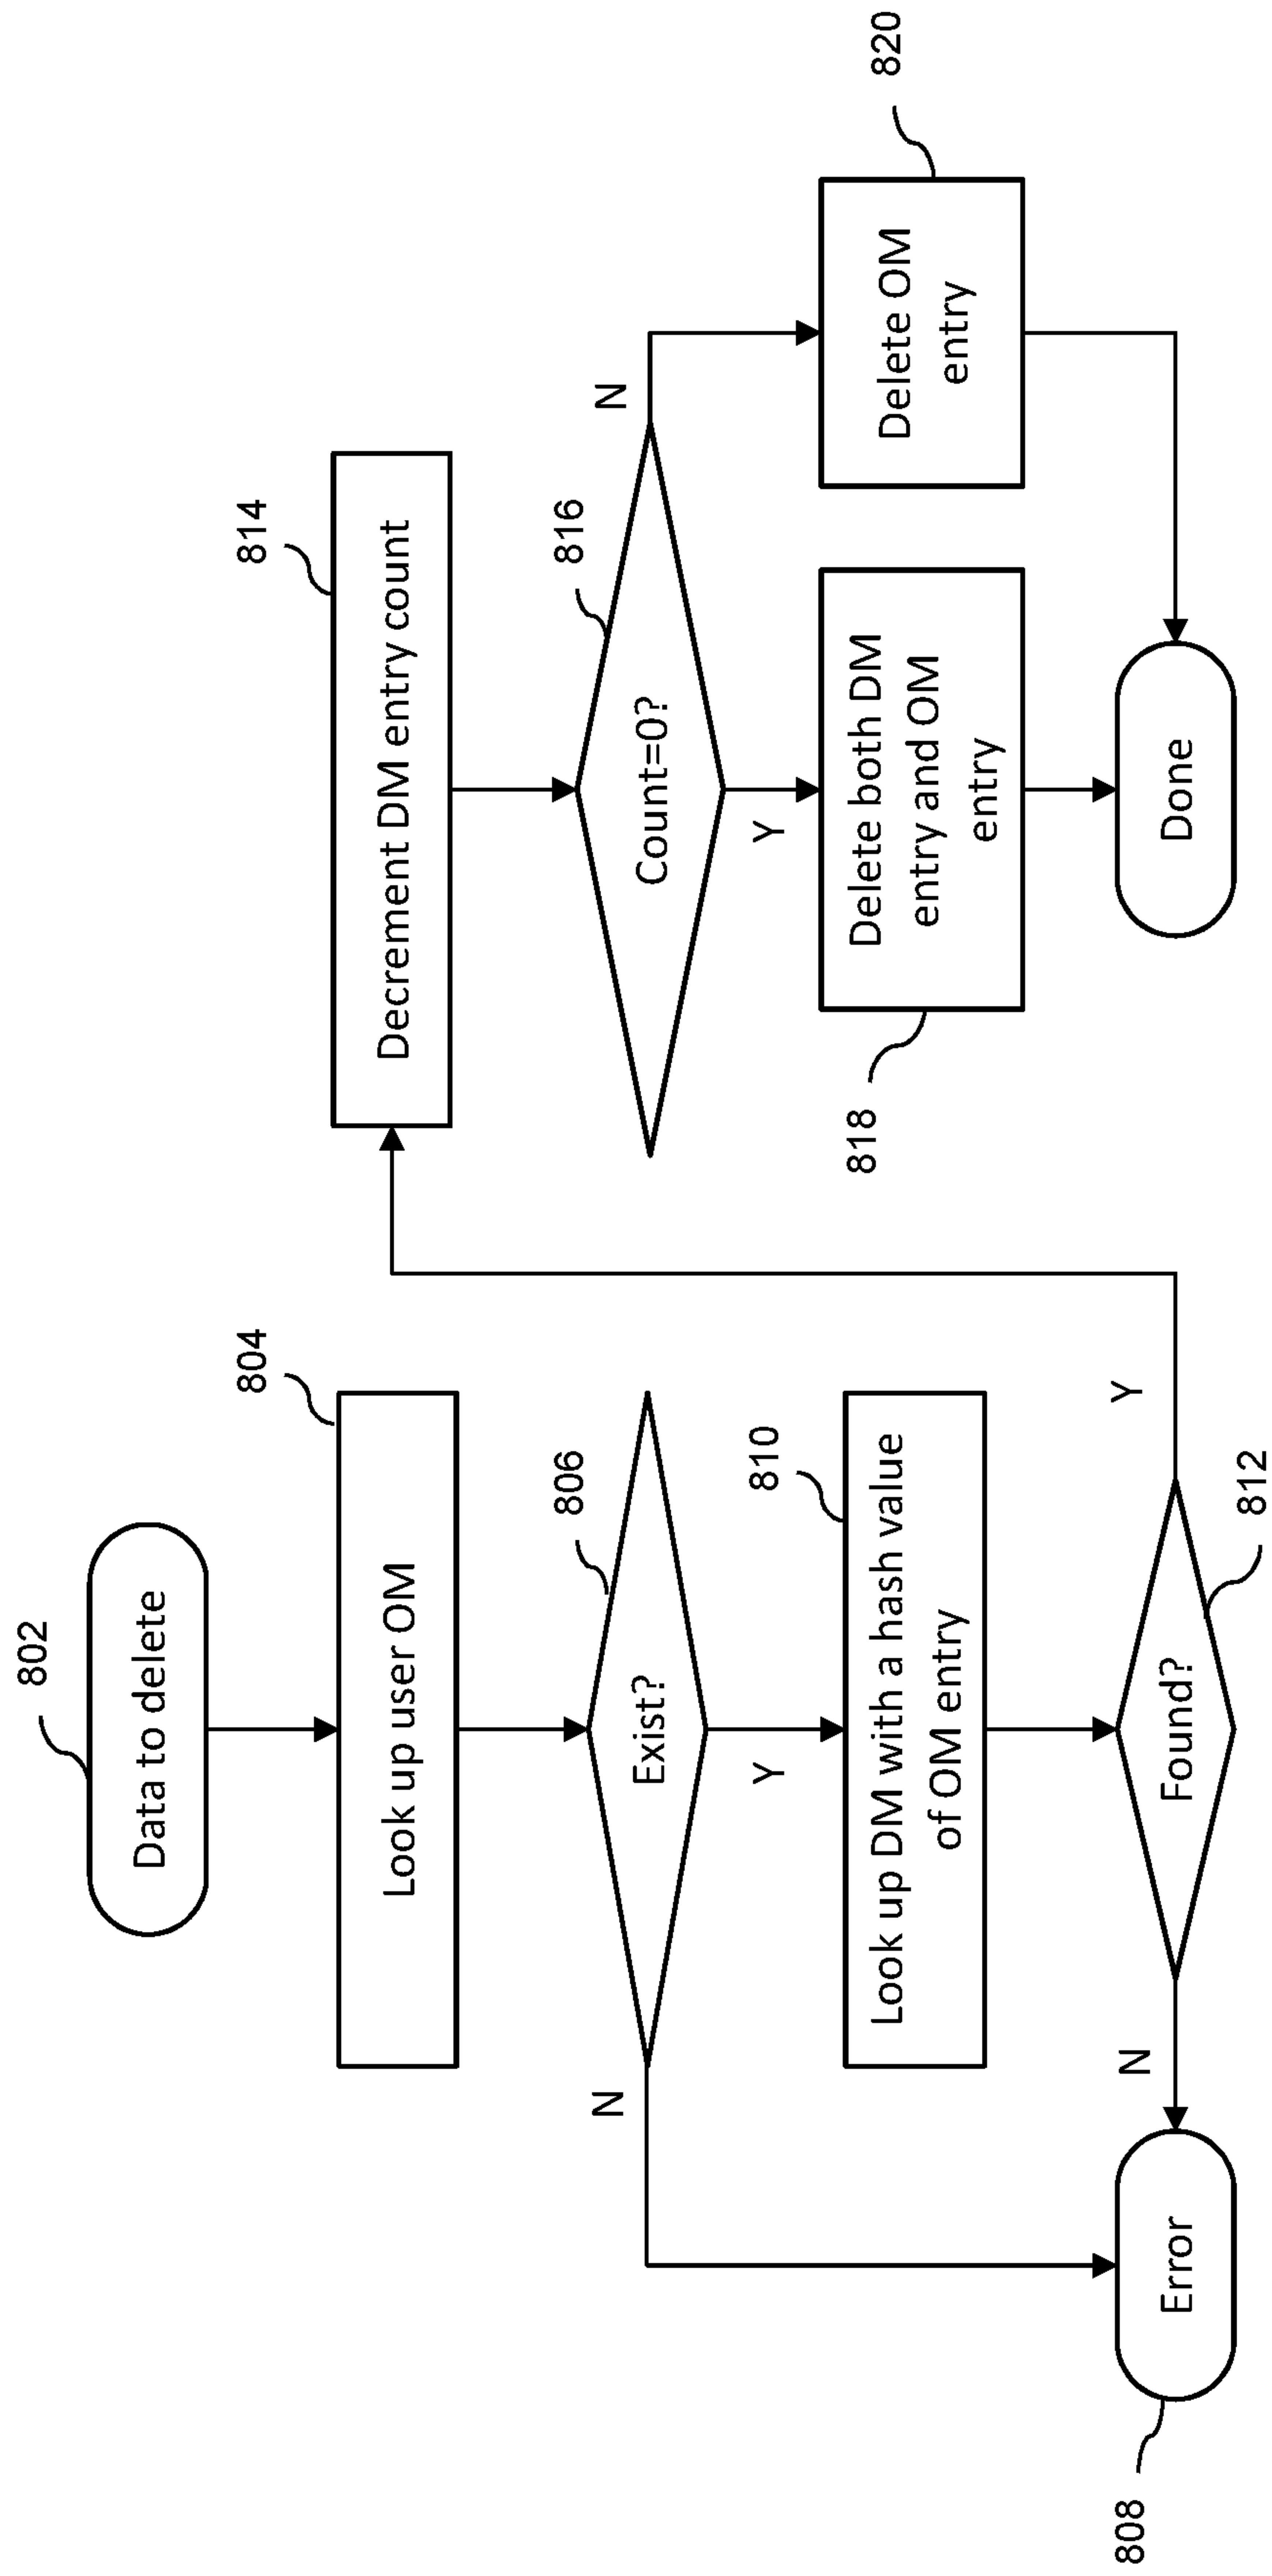 802
Data to delete
804
Look up user OM
806
Exist?
N
Y
810
Look up DM with a hash value
of OM entry
812
Found?
N
Y
808
Error
814
Decrement DM entry count
816
Count=0?
N
Y
818
Delete both DM
entry and OM
entry
820
Delete OM
entry
Done